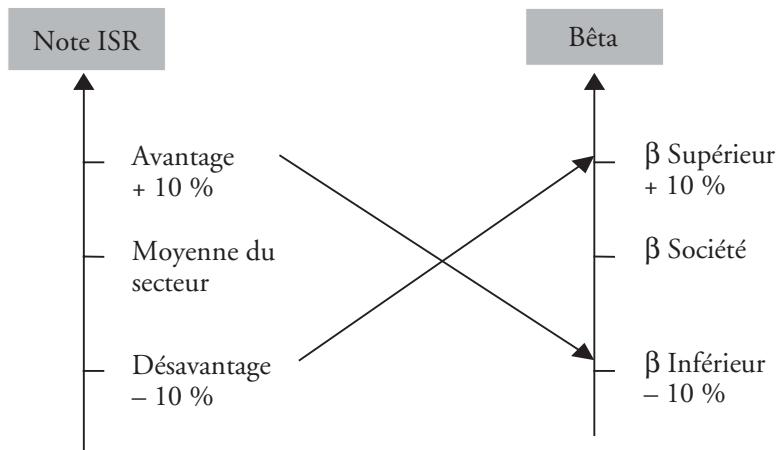 Note ISR
Bêta
Avantage
+ 10 %
Moyenne du
secteur
Désavantage
– 10 %
β Supérieur
+ 10 %
β Société
β Inférieur
– 10 %